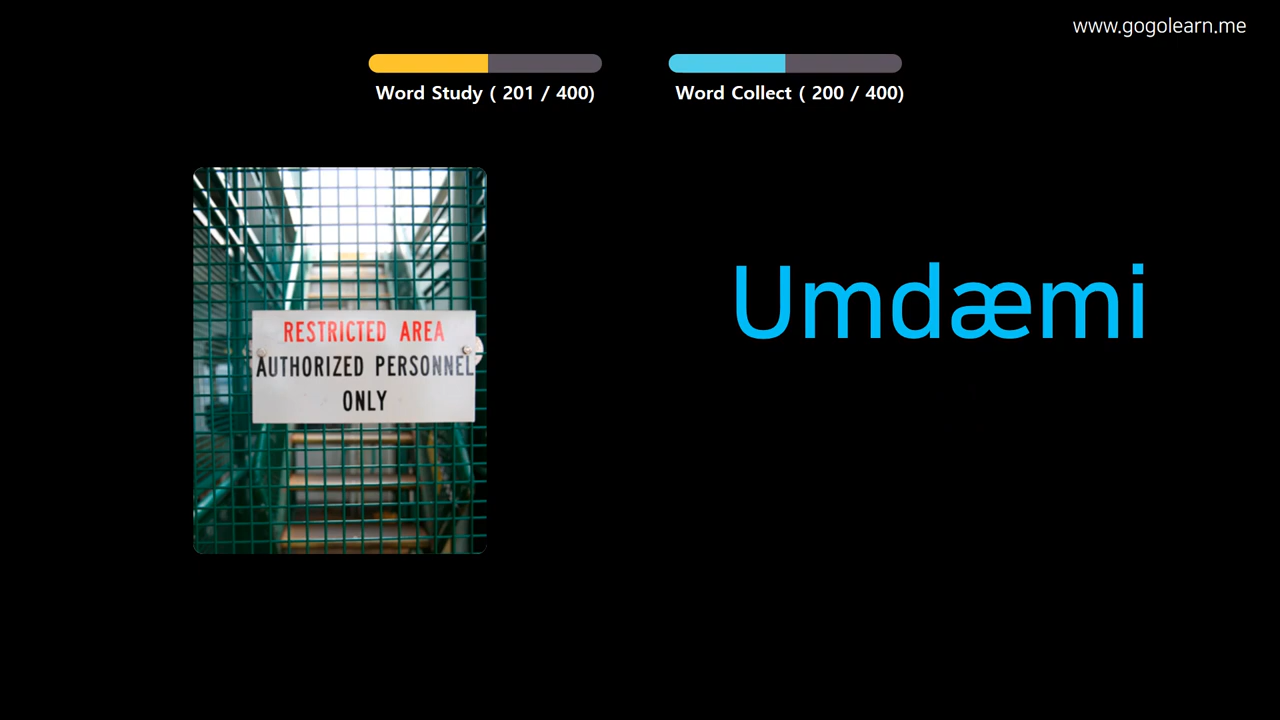 www.gogolearn.me
Word Study ( 201 / 400)
Word Collect ( 200 / 400)
RESTRICTED AREA
AUTHORIZED PERSONNEL
ONLY
Umdæmi